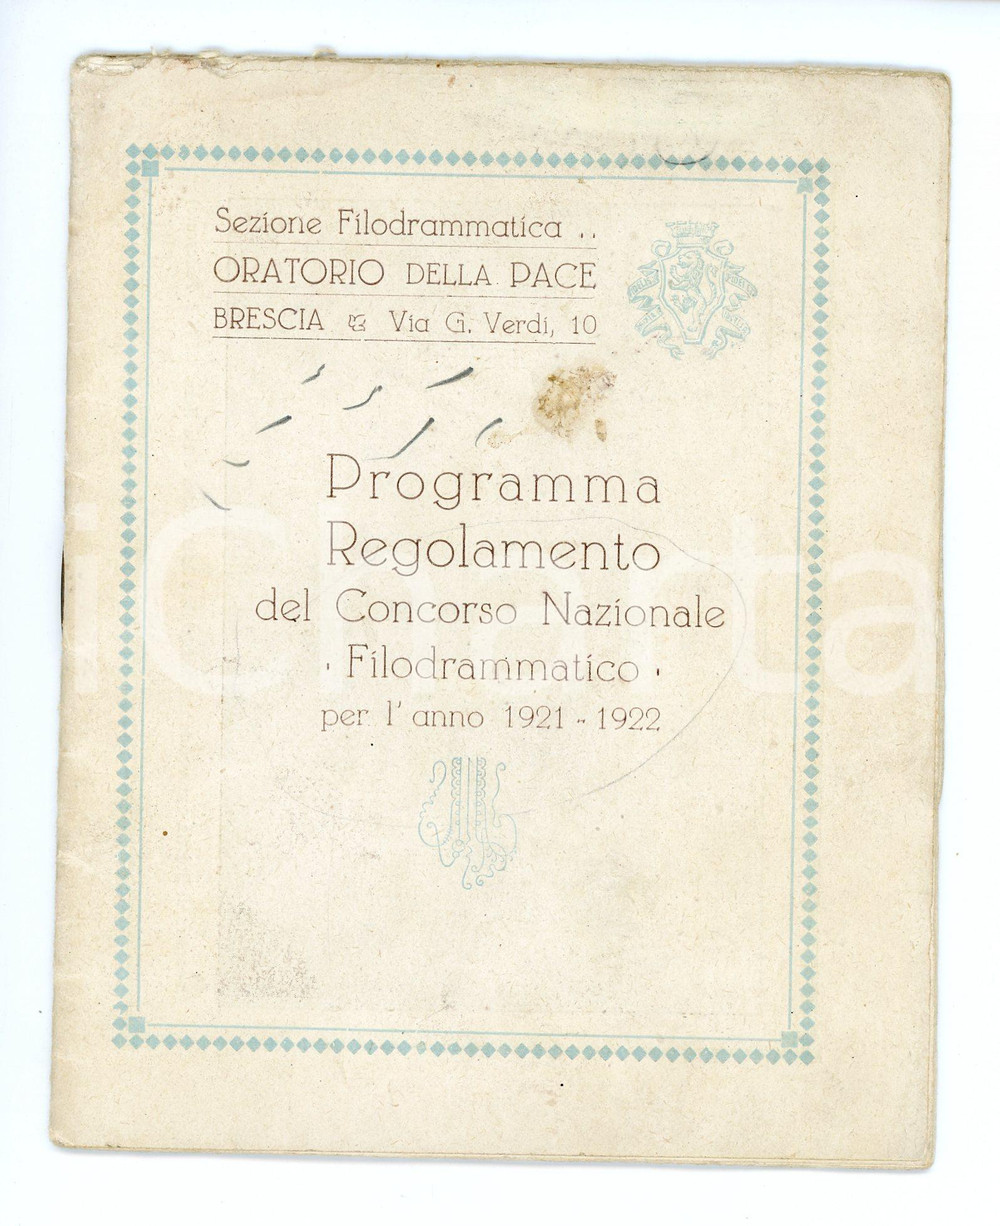 Sezione Filodrammatica ..
ORATORIO DELLA PACE
BRESCIA Via G. Verdi, 10
Programma
Regolamento
del Concorso Nazionale
· Filodrammatico ·
per l'anno 1921 - 1922
iCharta